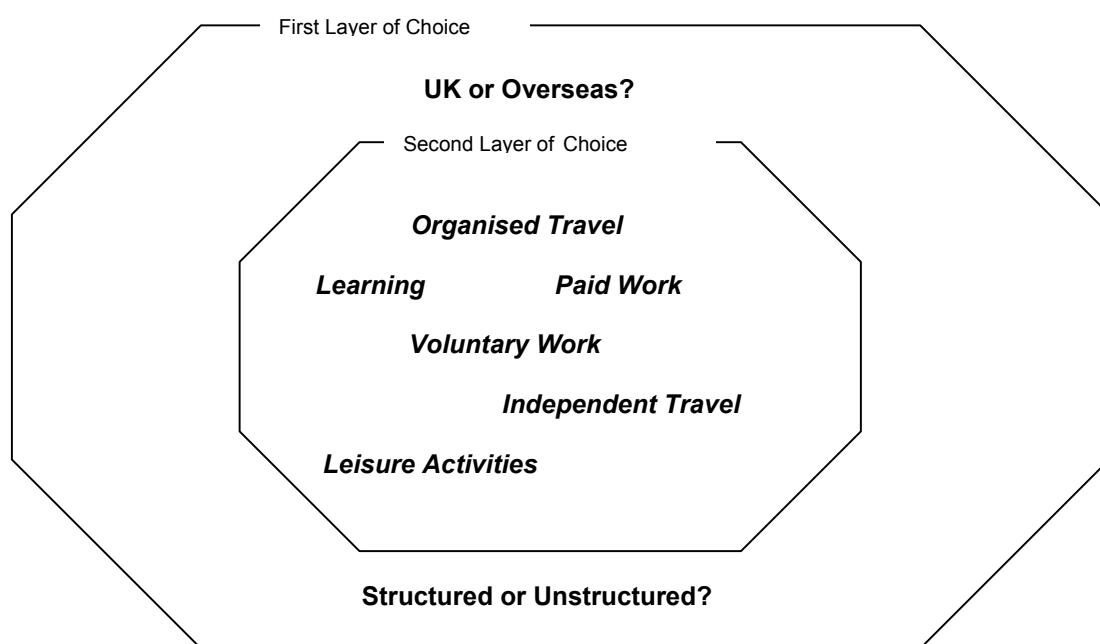 First Layer of Choice
UK or Overseas?
Second Layer of Choice
Organised Travel
Learning Paid Work
Voluntary Work
Independent Travel
Leisure Activities
Structured or Unstructured?